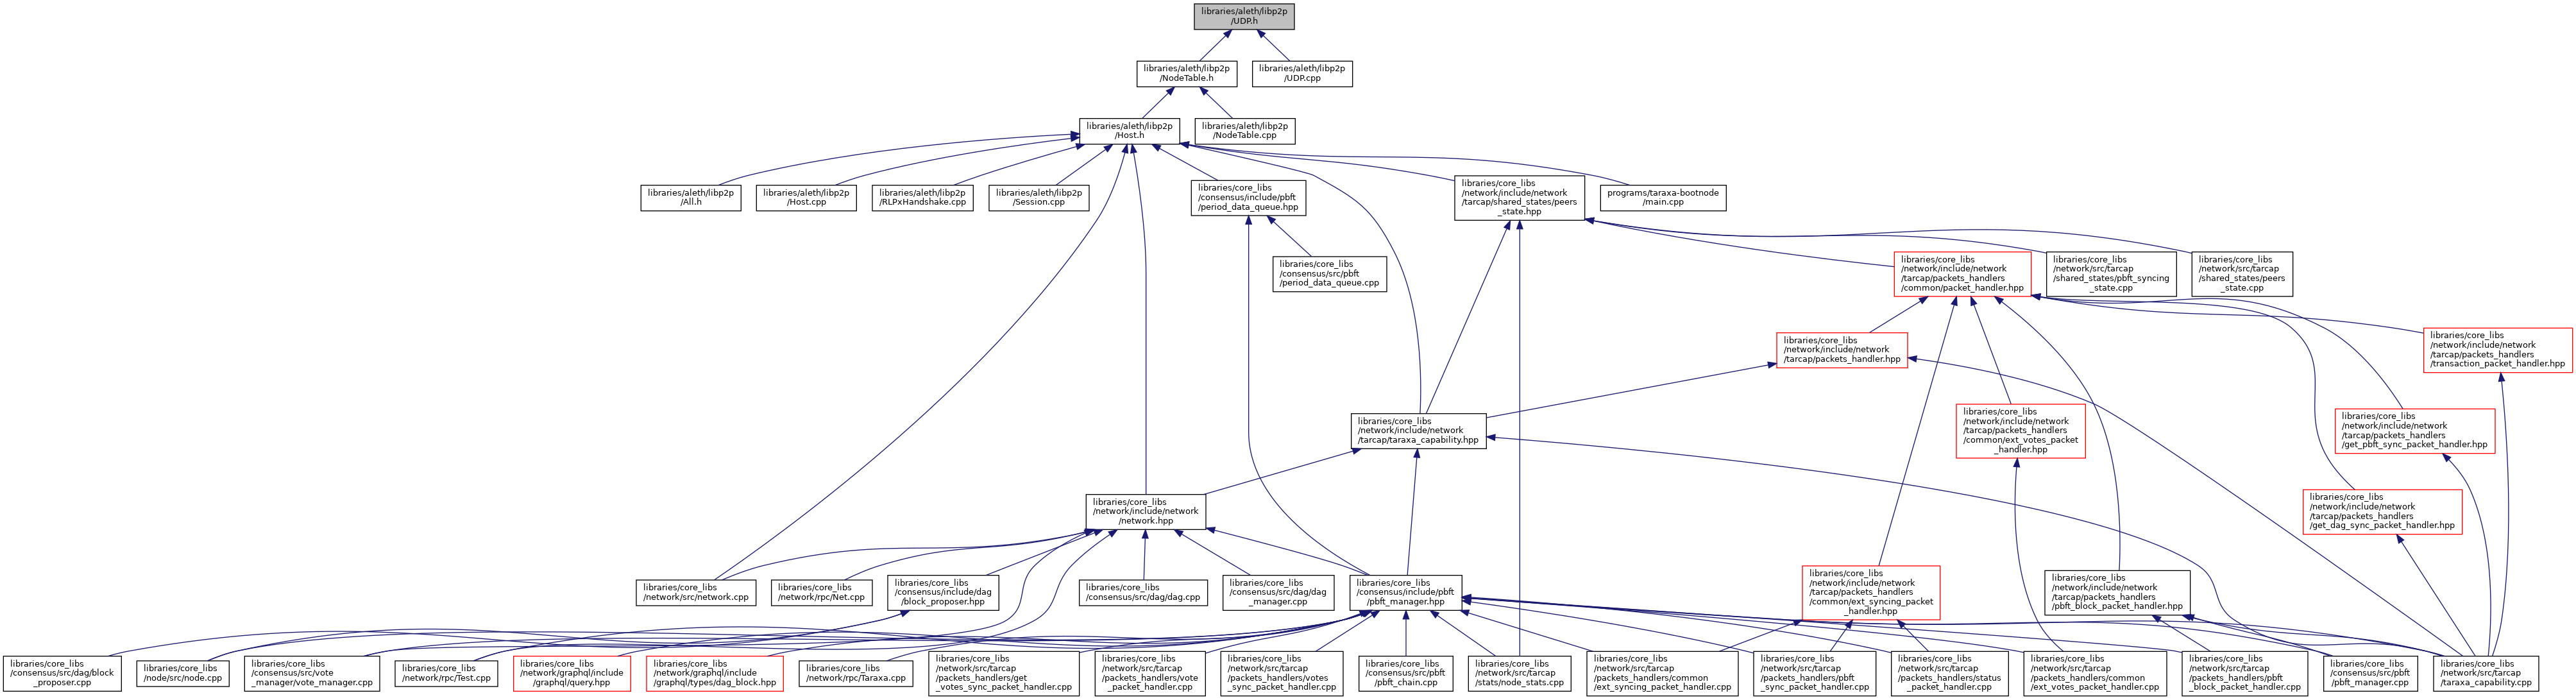 libraries/aleth/libp2p
/UDP.h
libraries/aleth/libp2p
/NodeTable.h
libraries/aleth/libp2p
/UDP.cpp
libraries/aleth/libp2p
/Host.h
libraries/aleth/libp2p
/NodeTable.cpp
libraries/aleth/libp2p
/All.h
libraries/aleth/libp2p
/Host.cpp
libraries/aleth/libp2p
/RLPxHandshake.cpp
libraries/aleth/libp2p
/Session.cpp
libraries/core_libs
/consensus/include/pbft
/period_data_queue.hpp
libraries/core_libs
/network/include/network
/tarcap/shared_states/peers
_state.hpp
programs/taraxa-bootnode
/main.cpp
libraries/core_libs
/consensus/src/pbft
/period_data_queue.cpp
libraries/core_libs
/network/include/network
/tarcap/packets_handlers
/common/packet_handler.hpp
libraries/core_libs
/network/src/tarcap
/shared_states/pbft_syncing
_state.cpp
libraries/core_libs
/network/src/tarcap
/shared_states/peers
_state.cpp
libraries/core_libs
/network/include/network
/tarcap/packets_handler.hpp
libraries/core_libs
/network/include/network
/tarcap/packets_handlers
/transaction_packet_handler.hpp
libraries/core_libs
/network/include/network
/tarcap/taraxa_capability.hpp
libraries/core_libs
/network/include/network
/tarcap/packets_handlers
/common/ext_votes_packet
_handler.hpp
libraries/core_libs
/network/include/network
/tarcap/packets_handlers
/get_pbft_sync_packet_handler.hpp
libraries/core_libs
/network/include/network
/network.hpp
libraries/core_libs
/network/include/network
/tarcap/packets_handlers
/get_dag_sync_packet_handler.hpp
libraries/core_libs
/network/src/network.cpp
libraries/core_libs
/network/rpc/Net.cpp
libraries/core_libs
/consensus/include/dag
/block_proposer.hpp
libraries/core_libs
/consensus/src/dag/dag.cpp
libraries/core_libs
/consensus/src/dag/dag
_manager.cpp
libraries/core_libs
/consensus/include/pbft
/pbft_manager.hpp
libraries/core_libs
/network/include/network
/tarcap/packets_handlers
/common/ext_syncing_packet
_handler.hpp
libraries/core_libs
/network/include/network
/tarcap/packets_handlers
/pbft_block_packet_handler.hpp
libraries/core_libs
/consensus/src/dag/block
_proposer.cpp
libraries/core_libs
/node/src/node.cpp
libraries/core_libs
/consensus/src/vote
_manager/vote_manager.cpp
libraries/core_libs
/network/rpc/Test.cpp
libraries/core_libs
/network/graphql/include
/graphql/query.hpp
libraries/core_libs
/network/graphql/include
/graphql/types/dag_block.hpp
libraries/core_libs
/network/rpc/Taraxa.cpp
libraries/core_libs
/network/src/tarcap
/packets_handlers/get
_votes_sync_packet_handler.cpp
libraries/core_libs
/network/src/tarcap
/packets_handlers/vote
_packet_handler.cpp
libraries/core_libs
/network/src/tarcap
/packets_handlers/votes
_sync_packet_handler.cpp
libraries/core_libs
/consensus/src/pbft
/pbft_chain.cpp
libraries/core_libs
/network/src/tarcap
/stats/node_stats.cpp
libraries/core_libs
/network/src/tarcap
/packets_handlers/common
/ext_syncing_packet_handler.cpp
libraries/core_libs
/network/src/tarcap
/packets_handlers/pbft
_sync_packet_handler.cpp
libraries/core_libs
/network/src/tarcap
/packets_handlers/status
_packet_handler.cpp
libraries/core_libs
/network/src/tarcap
/packets_handlers/common
/ext_votes_packet_handler.cpp
libraries/core_libs
/network/src/tarcap
/packets_handlers/pbft
_block_packet_handler.cpp
libraries/core_libs
/consensus/src/pbft
/pbft_manager.cpp
libraries/core_libs
/network/src/tarcap
/taraxa_capability.cpp